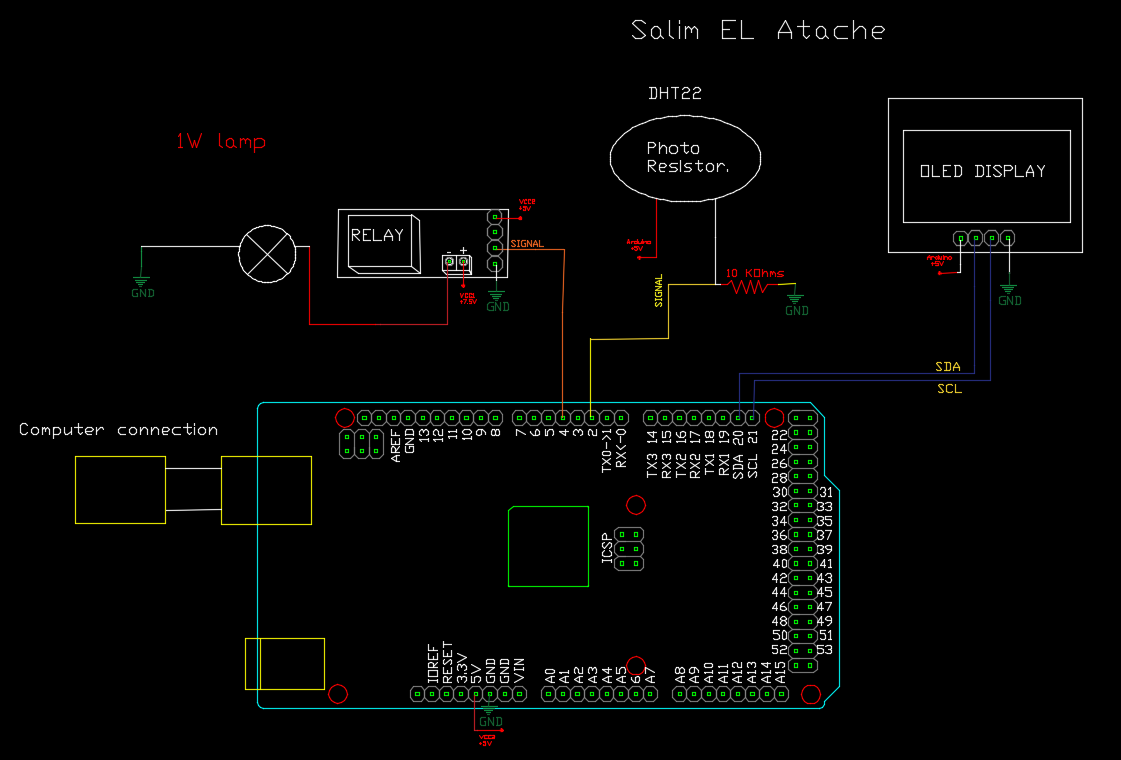 Salim EL Atache
DHT22
1W lamp
Photo
Resistor.
OLED DISPLAY
RELAY
- +
+5V
SIGNAL
Arduino
+5V
Arduino
+5V
10 KOhms
SIGNAL
GND
VCC1
+7.5V
GND
GND
GND
SDA
SCL
Computer connection
AREF GND 13 12 11 10 9 8
7 6 5 4 3 2 TX0->1 RX<-0
TX3 14 RX3 15 TX2 16 RX2 17 TX1 18 RX1 19 SDA 20 SCL 21
22
24
26
28
30 31
32 33
34 35
36 37
38 39
40 41
42 43
44 45
46 47
48 49
50 51
52 53
ICSP
IOREF RESET 3.3V 5V GND GND VIN
A0 A1 A2 A3 A4 A5 6 A7
A8 A9 A10 A11 A12 A13 A14 A15
GND
+5V